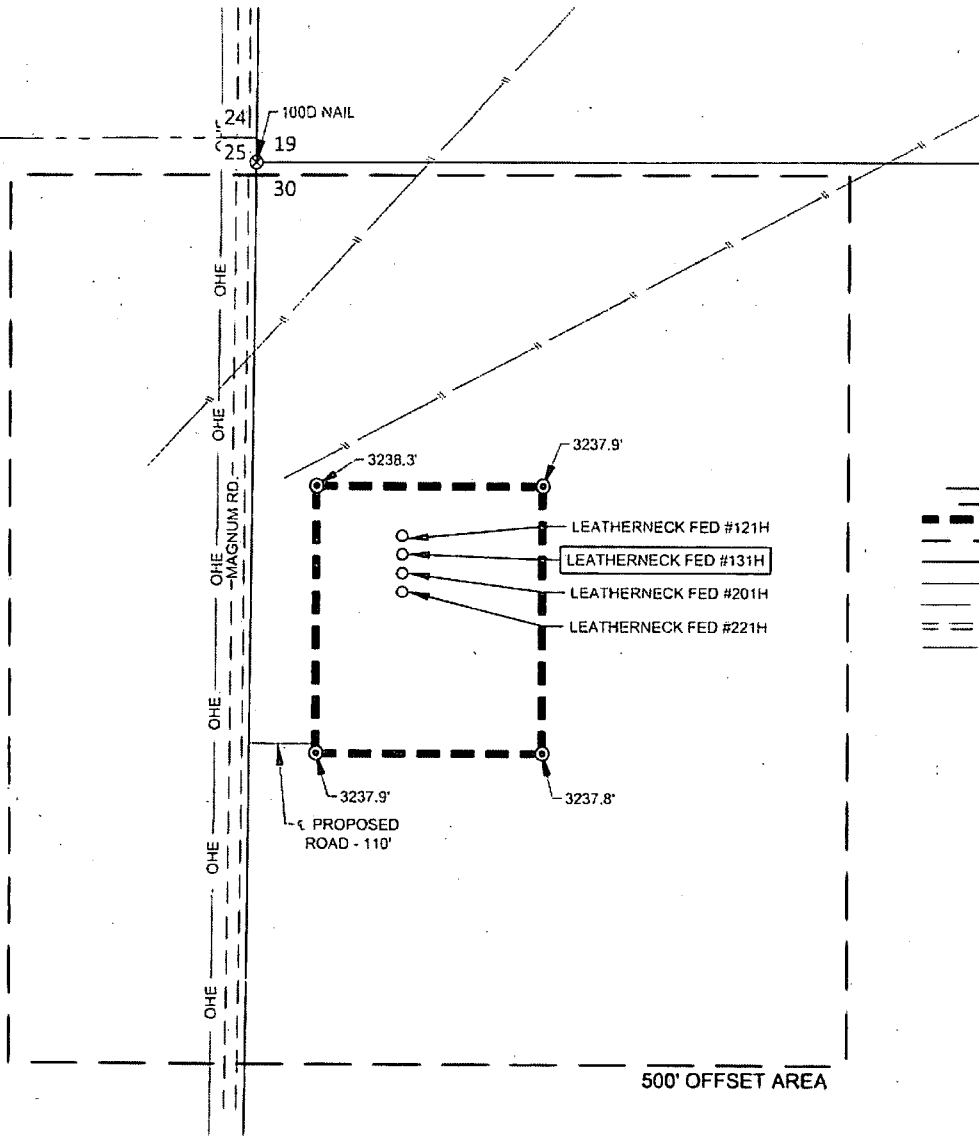 24
100D NAIL
19
25
30
OHE
OHE
3238.3'
3237.9'
MAGNUM RD.
LEATHERNECK FED #121H
OHE
LEATHERNECK FED #131H
LEATHERNECK FED #201H
LEATHERNECK FED #221H
OHE
3237.9'
3237.8'
℄ PROPOSED
ROAD - 110'
OHE
OHE
500' OFFSET AREA